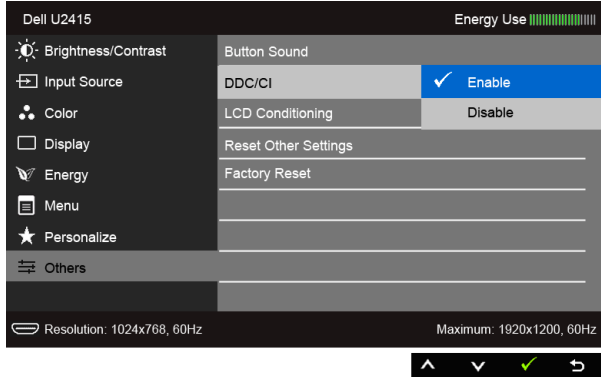 Dell U2415 Energy Use
Brightness/Contrast Button Sound
Input Source DDC/CI Enable
Color LCD Conditioning Disable
Display Reset Other Settings
Energy Factory Reset
Menu
Personalize
Others
Resolution: 1024x768, 60Hz Maximum: 1920x1200, 60Hz